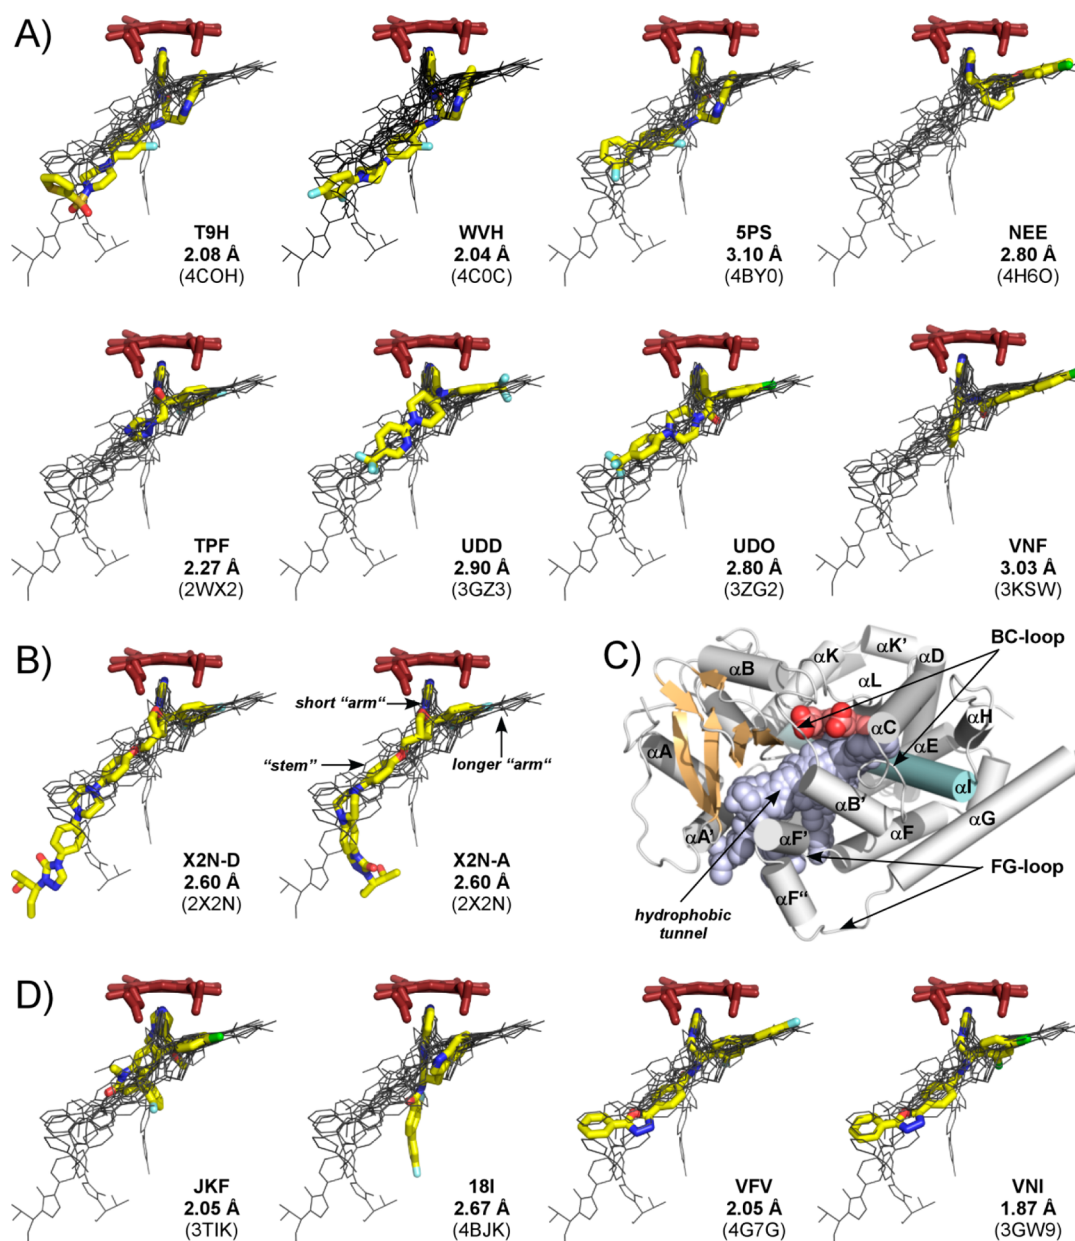 A)
T9H
2.08 Å
(4COH)
WVH
2.04 Å
(4C0C)
5PS
3.10 Å
(4BY0)
NEE
2.80 Å
(4H6O)
TPF
2.27 Å
(2WX2)
UDD
2.90 Å
(3GZ3)
UDO
2.80 Å
(3ZG2)
VNF
3.03 Å
(3KSW)
B)
X2N-D
2.60 Å
(2X2N)
short “arm“
“stem”
longer “arm“
X2N-A
2.60 Å
(2X2N)
C)
BC-loop
αK’
αD
αK
αB
αL
αH
αC
αE
αA
αI
αB’
αG
αA’
αF’
αF
FG-loop
αF“
hydrophobic
tunnel
D)
JKF
2.05 Å
(3TIK)
18I
2.67 Å
(4BJK)
VFV
2.05 Å
(4G7G)
VNI
1.87 Å
(3GW9)